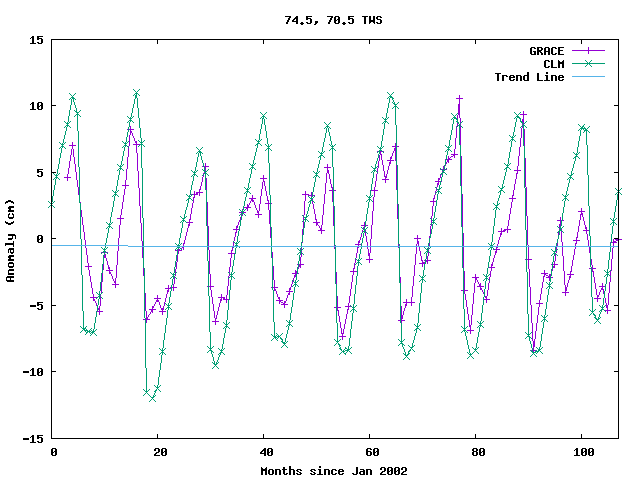 74.5, 70.5 TWS
GRACE
CLM
Trend Line
15
10
5
0
-5
-10
-15
Anomaly (cm)
0 20 40 60 80 100
Months since Jan 2002